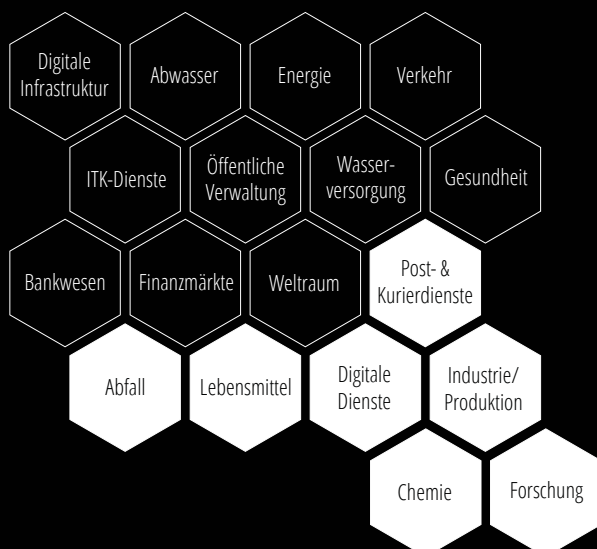 Digitale
Infrastruktur
Abwasser
Energie
Verkehr
ITK-Dienste
Öffentliche
Verwaltung
Wasser-
versorgung
Gesundheit
Bankwesen
Finanzmärkte
Weltraum
Post- &
Kurierdienste
Abfall
Lebensmittel
Digitale
Dienste
Industrie/
Produktion
Chemie
Forschung